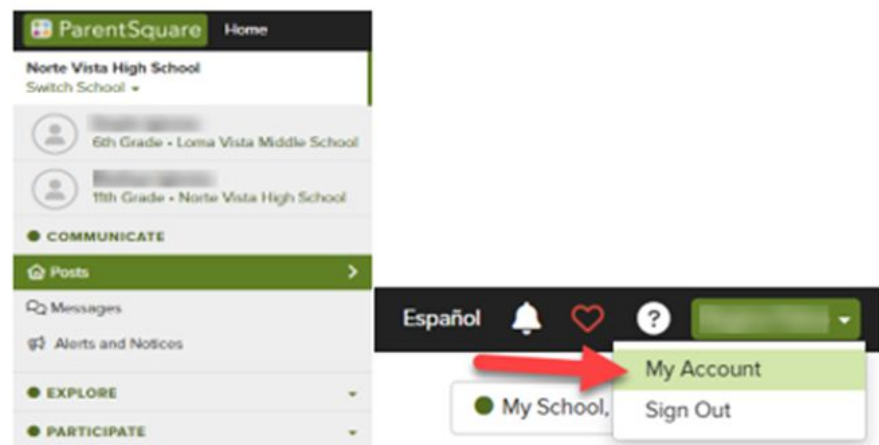 ParentSquare Home
Norte Vista High School
Switch School
6th Grade • Loma Vista Middle School
11th Grade • Norte Vista High School
COMMUNICATE
Posts
Messages
Alerts and Notices
EXPLORE
PARTICIPATE
Español ?
My Account
My School,
Sign Out